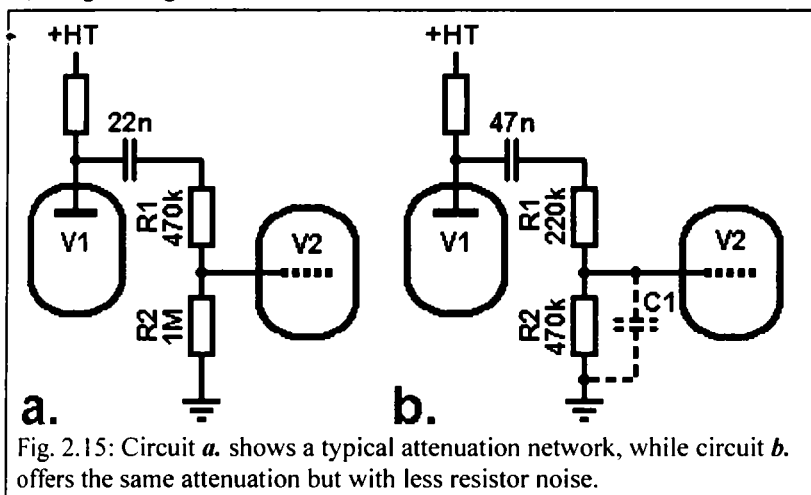 +HT
22n
R1
470k
V1
V2
R2
1M
a.
+HT
47n
R1
220k
V1
V2
R2
470k
C1
b.
Fig. 2.15: Circuit a. shows a typical attenuation network, while circuit b.
offers the same attenuation but with less resistor noise.